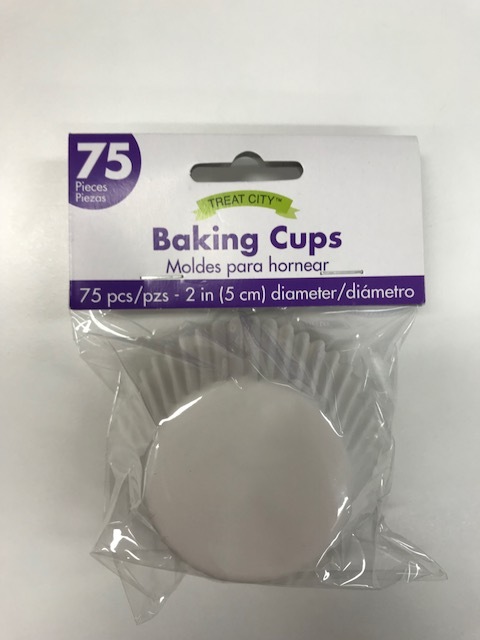 75
Pieces
Piezas
TREAT CITY™
Baking Cups
Moldes para hornear
75 pcs/pzs - 2 in (5 cm) diameter/diámetro